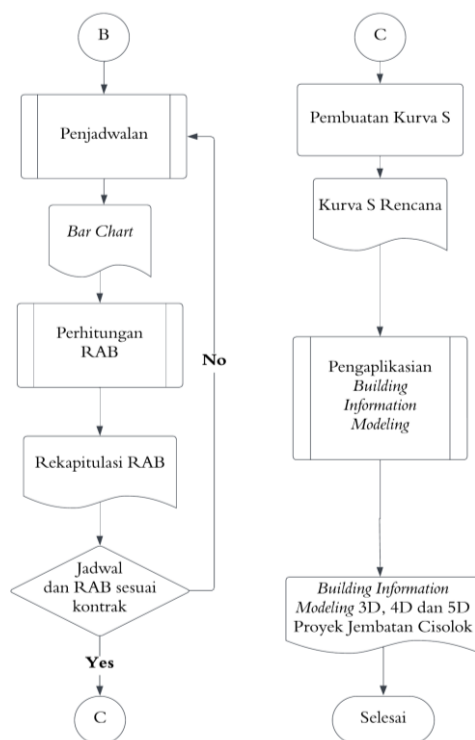 B
Penjadwalan
Bar Chart
Perhitungan
RAB
No
Rekapitulasi RAB
Jadwal
dan RAB sesuai
kontrak
Yes
C
C
Pembuatan Kurva S
Kurva S Rencana
Pengaplikasian
Building
Information
Modeling
Building Information
Modeling 3D, 4D dan 5D
Proyek Jembatan Cisolok
Selesai